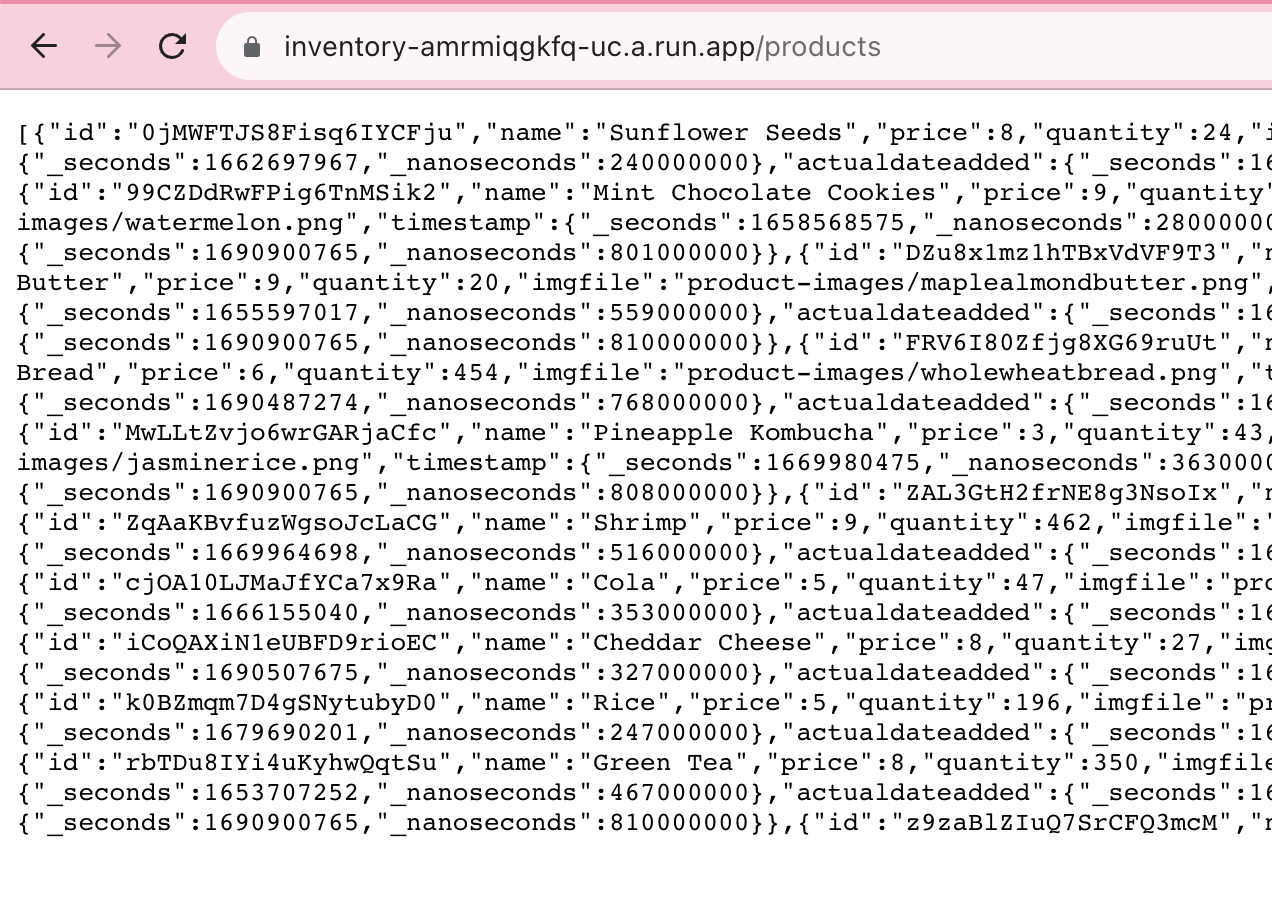 inventory-amrmiqgkfq-uc.a.run.app/products
[{"id":"0jMWFTJS8Fisq6IYCFju","name":"Sunflower Seeds","price":8,"quantity":24,"i
{"_seconds":1662697967,"_nanoseconds":240000000},"actualdateadded":{"_seconds":16
{"id":"99CZDdRwFPig6TnMSik2","name":"Mint Chocolate Cookies","price":9,"quantity"
images/watermelon.png","timestamp":{"_seconds":1658568575,"_nanoseconds":28000000
{"_seconds":1690900765,"_nanoseconds":801000000}},{"id":"DZu8x1mz1hTBxVdVF9T3","n
Butter","price":9,"quantity":20,"imgfile":"product-images/maplealmondbutter.png",
{"_seconds":1655597017,"_nanoseconds":559000000},"actualdateadded":{"_seconds":16
{"_seconds":1690900765,"_nanoseconds":810000000}},{"id":"FRV6I80Zfjg8XG69ruUt","n
Bread","price":6,"quantity":454,"imgfile":"product-images/wholewheatbread.png","t
{"_seconds":1690487274,"_nanoseconds":768000000},"actualdateadded":{"_seconds":16
{"id":"MwLLtZvjo6wrGARjaCfc","name":"Pineapple Kombucha","price":3,"quantity":43,
images/jasminerice.png","timestamp":{"_seconds":1669980475,"_nanoseconds":3630000
{"_seconds":1690900765,"_nanoseconds":808000000}},{"id":"ZAL3GtH2frNE8g3NsoIx","n
{"id":"ZqAaKBvfuzWgsoJcLaCG","name":"Shrimp","price":9,"quantity":462,"imgfile":"
{"_seconds":1669964698,"_nanoseconds":516000000},"actualdateadded":{"_seconds":16
{"id":"cjOA10LJMaJfYCa7x9Ra","name":"Cola","price":5,"quantity":47,"imgfile":"pro
{"_seconds":1666155040,"_nanoseconds":353000000},"actualdateadded":{"_seconds":16
{"id":"iCoQAXiN1eUBFD9rioEC","name":"Cheddar Cheese","price":8,"quantity":27,"img
{"_seconds":1690507675,"_nanoseconds":327000000},"actualdateadded":{"_seconds":16
{"id":"k0BZmqm7D4gSNytubyD0","name":"Rice","price":5,"quantity":196,"imgfile":"pr
{"_seconds":1679690201,"_nanoseconds":247000000},"actualdateadded":{"_seconds":16
{"id":"rbTDu8IYi4uKyhwQqtSu","name":"Green Tea","price":8,"quantity":350,"imgfile
{"_seconds":1653707252,"_nanoseconds":467000000},"actualdateadded":{"_seconds":16
{"_seconds":1690900765,"_nanoseconds":810000000}},{"id":"z9zaBlZIuQ7SrCFQ3mcM","n